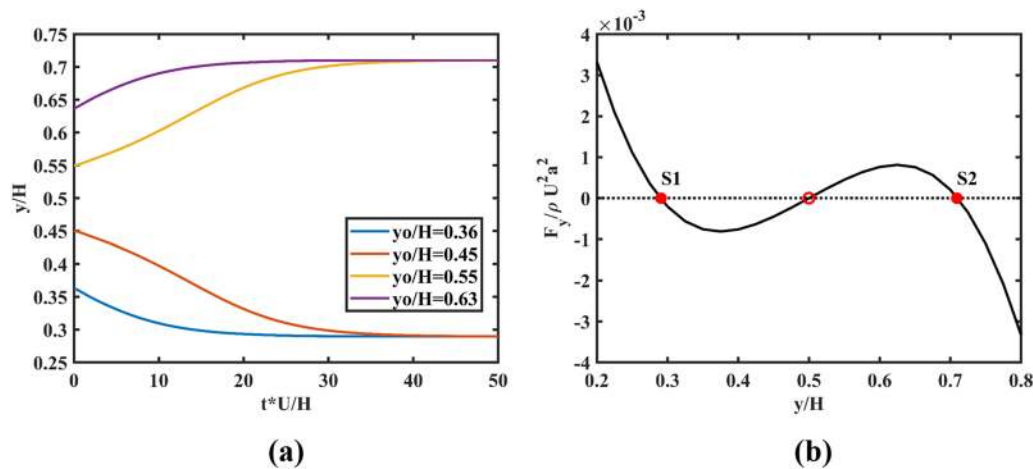 0.75
0.7
0.65
0.6
0.55
0.5
0.45
0.4
0.35
0.3
0.25
y/H
0 10 20 30 40 50
t*U/H
yo/H=0.36
yo/H=0.45
yo/H=0.55
yo/H=0.63
(a)
×10⁻³
4
3
2
1
0
-1
-2
-3
-4
F_y/ρ U²a²
S1
S2
0.2 0.3 0.4 0.5 0.6 0.7 0.8
y/H
(b)